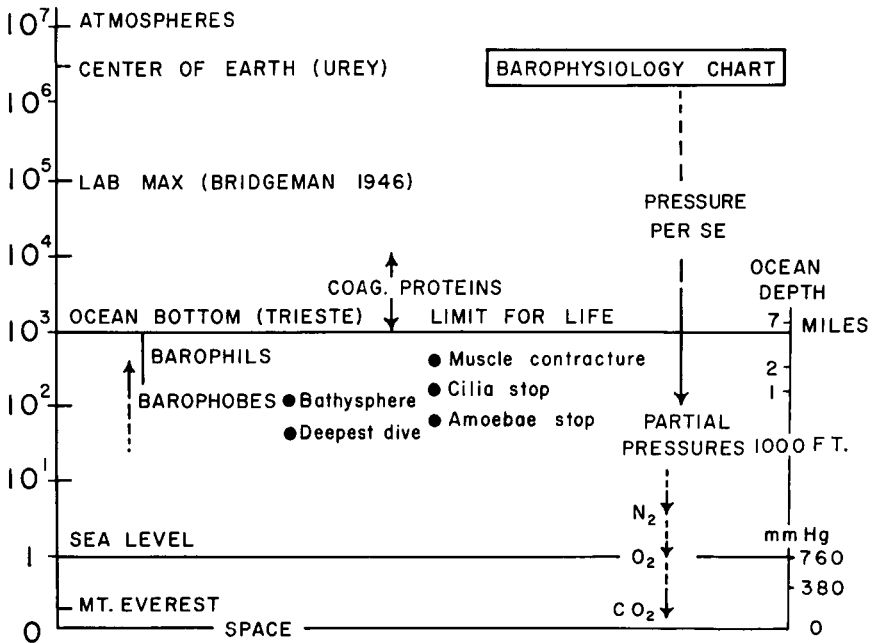 10⁷ ATMOSPHERES
CENTER OF EARTH (UREY)
BAROPHYSIOLOGY CHART
10⁶
10⁵ LAB MAX (BRIDGEMAN 1946)
PRESSURE
PER SE
10⁴
OCEAN
DEPTH
COAG. PROTEINS
OCEAN BOTTOM (TRIESTE) LIMIT FOR LIFE
7 MILES
10³
BAROPHILS
● Muscle contracture
2
● Cilia stop
1
10² BAROPHOBES ● Bathysphere
● Amoebae stop
● Deepest dive
PARTIAL
PRESSURES 1000 FT.
10¹
N₂
SEA LEVEL
mm Hg
1 O₂ 760
380
MT. EVEREST CO₂
0 SPACE 0